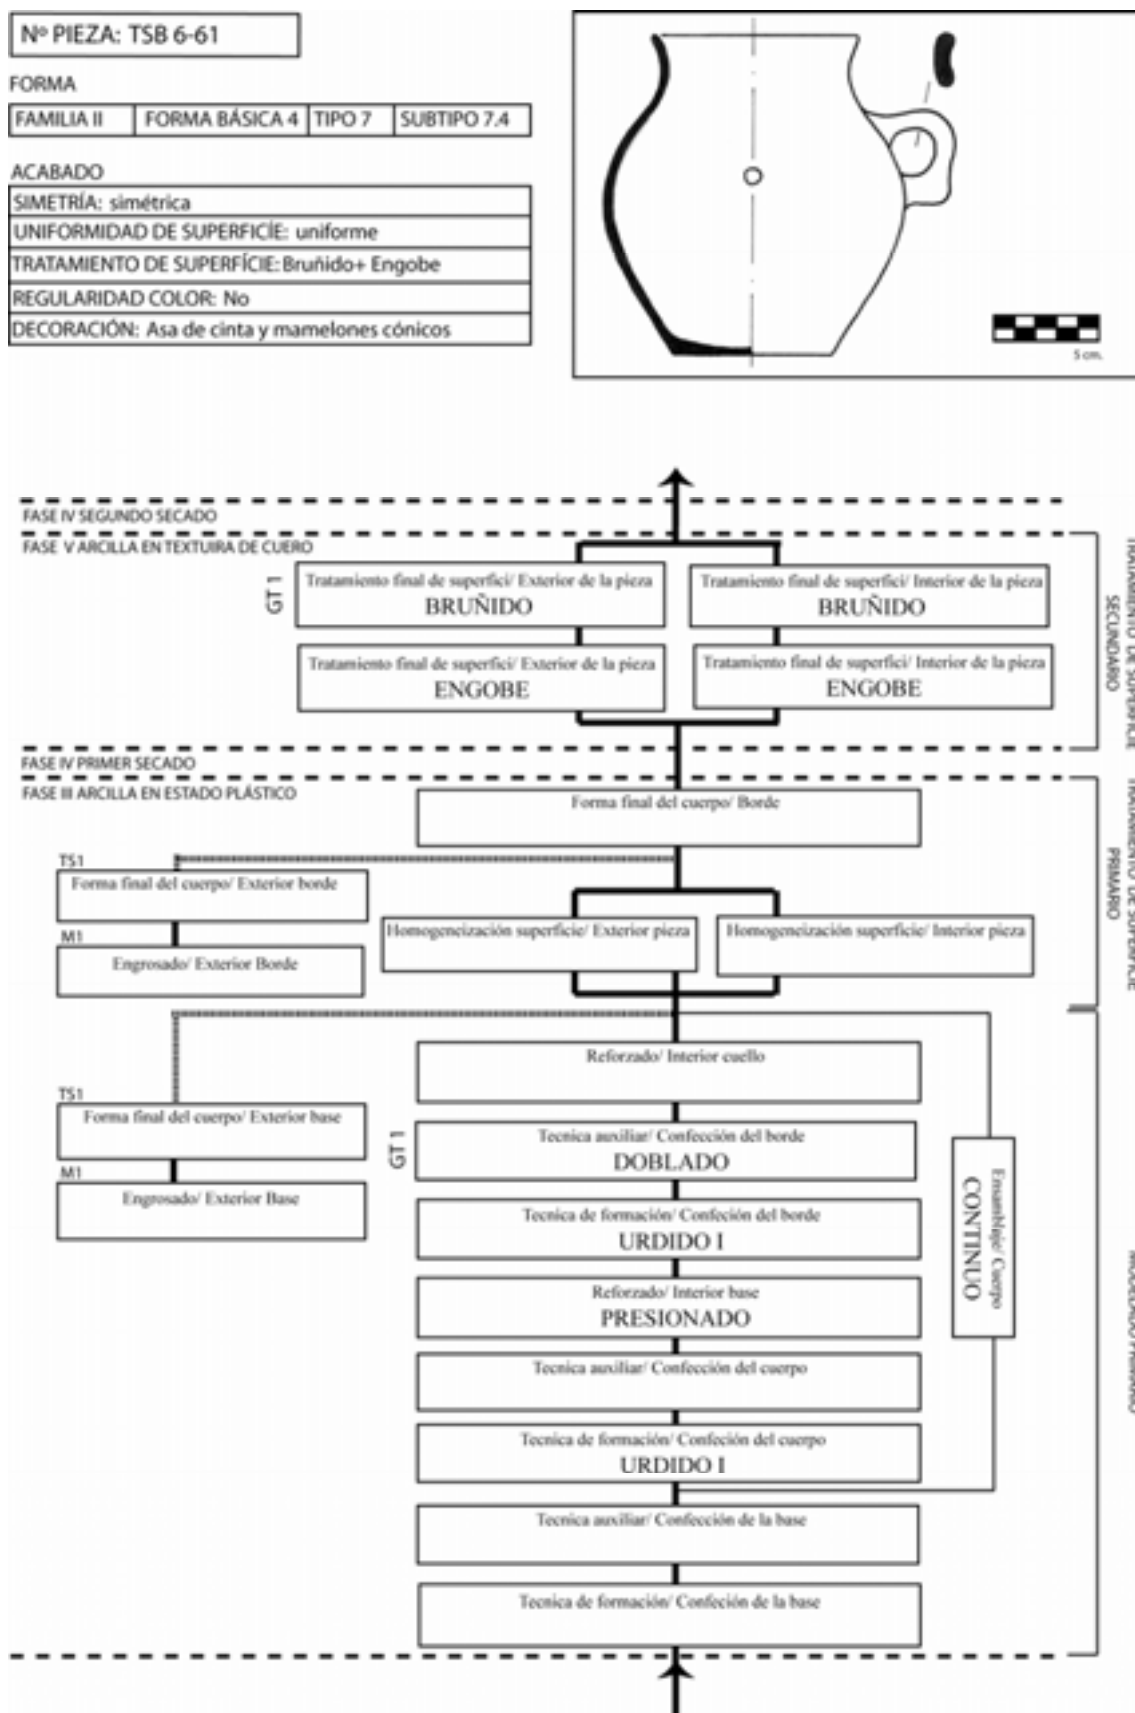 Nº PIEZA: TSB 6-61
FORMA
FAMILIA II FORMA BÁSICA 4 TIPO 7 SUBTIPO 7.4
ACABADO
SIMETRÍA: simétrica
UNIFORMIDAD DE SUPERFICÍE: uniforme
TRATAMIENTO DE SUPERFÍCIE: Bruñido+ Engobe
REGULARIDAD COLOR: No
DECORACIÓN: Asa de cinta y mamelones cónicos
5 cm.
FASE IV SEGUNDO SECADO
FASE V ARCILLA EN TEXTUIRA DE CUERO
GT 1
Tratamiento final de superfici/ Exterior de la pieza
BRUÑIDO
Tratamiento final de superfici/ Interior de la pieza
BRUÑIDO
Tratamiento final de superfici/ Exterior de la pieza
ENGOBE
Tratamiento final de superfici/ Interior de la pieza
ENGOBE
TRATAMIENTO DE SUPERFICIE
SECUNDARIO
FASE IV PRIMER SECADO
FASE III ARCILLA EN ESTADO PLÁSTICO
Forma final del cuerpo/ Borde
TS1
Forma final del cuerpo/ Exterior borde
M1
Engrosado/ Exterior Borde
Homogeneización superficie/ Exterior pieza
Homogeneización superficie/ Interior pieza
TRATAMIENTO DE SUPERFICIE
PRIMARIO
Reforzado/ Interior cuello
TS1
Forma final del cuerpo/ Exterior base
M1
Engrosado/ Exterior Base
GT 1
Tecnica auxiliar/ Confección del borde
DOBLADO
Tecnica de formación/ Confeción del borde
URDIDO I
Reforzado/ Interior base
PRESIONADO
Tecnica auxiliar/ Confección del cuerpo
Tecnica de formación/ Confeción del cuerpo
URDIDO I
Ensamblaje/ Cuerpo
CONTINUO
MODELADO PRIMARIO
Tecnica auxiliar/ Confección de la base
Tecnica de formación/ Confeción de la base